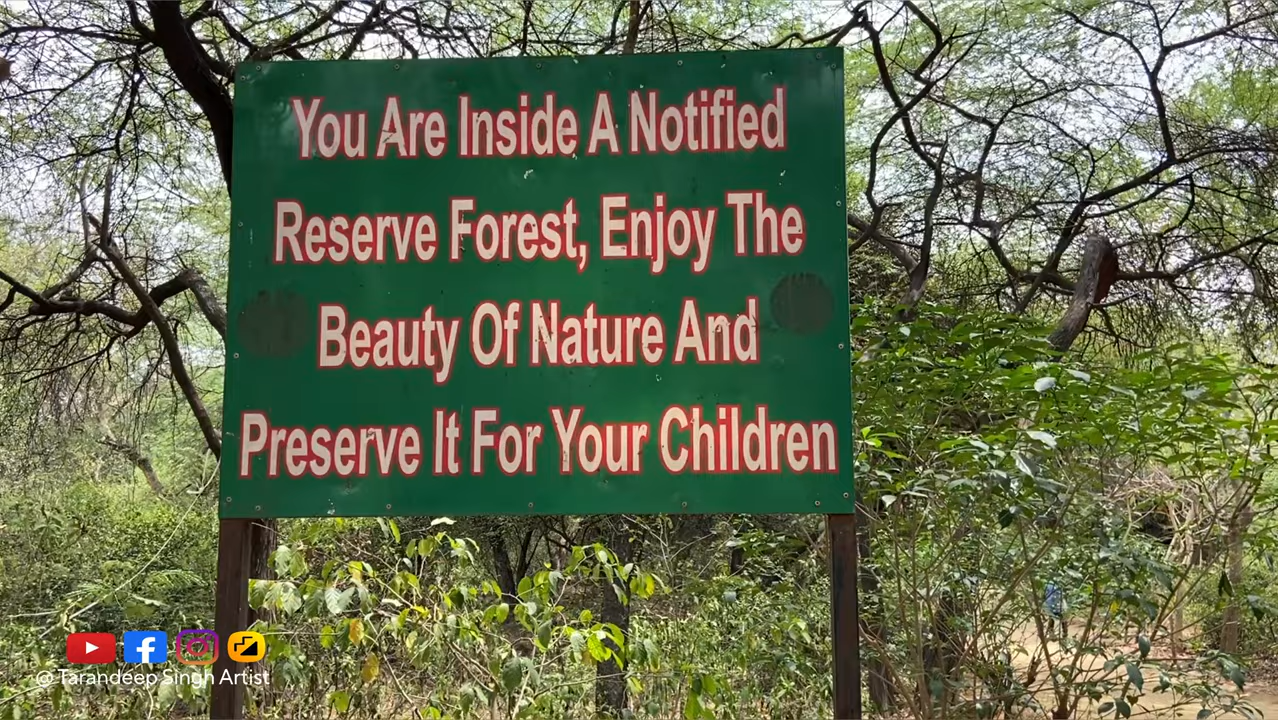 You Are Inside A Notified
Reserve Forest, Enjoy The
Beauty Of Nature And
Preserve It For Your Children
@ Tarandeep Singh Artist